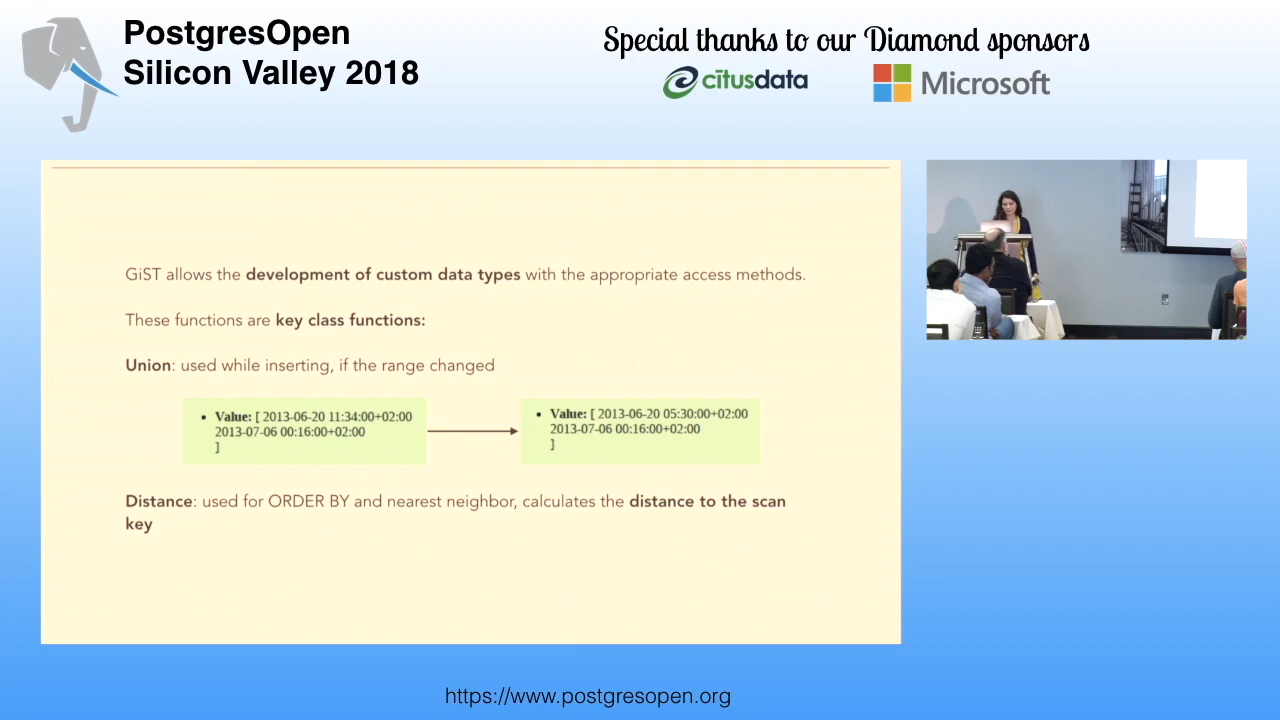 PostgresOpen
Silicon Valley 2018
Special thanks to our Diamond sponsors
citusdata
Microsoft
GiST allows the development of custom data types with the appropriate access methods.
These functions are key class functions:
Union: used while inserting, if the range changed
• Value: [ 2013-06-20 11:34:00+02:00
2013-07-06 00:16:00+02:00
]
• Value: [ 2013-06-20 05:30:00+02:00
2013-07-06 00:16:00+02:00
]
Distance: used for ORDER BY and nearest neighbor, calculates the distance to the scan
key
https://www.postgresopen.org